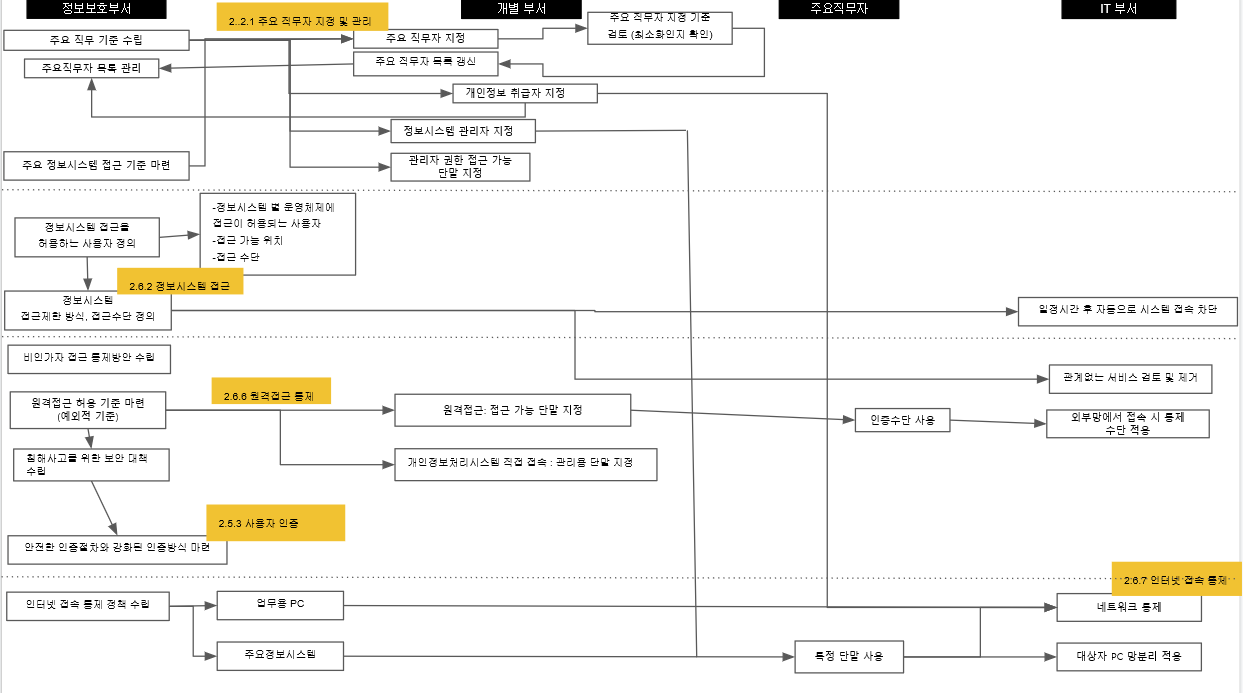 정보보호부서
개별 부서
주요직무자
IT 부서
2..2.1 주요 직무자 지정 및 관리
주요 직무 기준 수립
주요 직무자 지정
주요 직무자 지정 기준
검토 (최소화인지 확인)
주요직무자 목록 관리
주요 직무자 목록 갱신
개인정보 취급자 지정
정보시스템 관리자 지정
주요 정보시스템 접근 기준 마련
관리자 권한 접근 가능
단말 지정
정보시스템 접근을
허용하는 사용자 정의
-정보시스템 별 운영체제에
접근이 허용되는 사용자
-접근 가능 위치
-접근 수단
2.6.2 정보시스템 접근
정보시스템
접근제한 방식, 접근수단 정의
일정시간 후 자동으로 시스템 접속 차단
비인가자 접근 통제방안 수립
관계없는 서비스 검토 및 제거
2.6.6 원격접근 통제
원격접근 허용 기준 마련
(예외적 기준)
원격접근: 접근 가능 단말 지정
인증수단 사용
외부망에서 접속 시 통제
수단 적용
침해사고를 위한 보안 대책
수립
개인정보처리시스템 직접 접속 : 관리용 단말 지정
2.5.3 사용자 인증
안전한 인증절차와 강화된 인증방식 마련
2.6.7 인터넷 접속 통제
인터넷 접속 통제 정책 수립
업무용 PC
네트워크 통제
주요정보시스템
특정 단말 사용
대상자 PC 망분리 적용